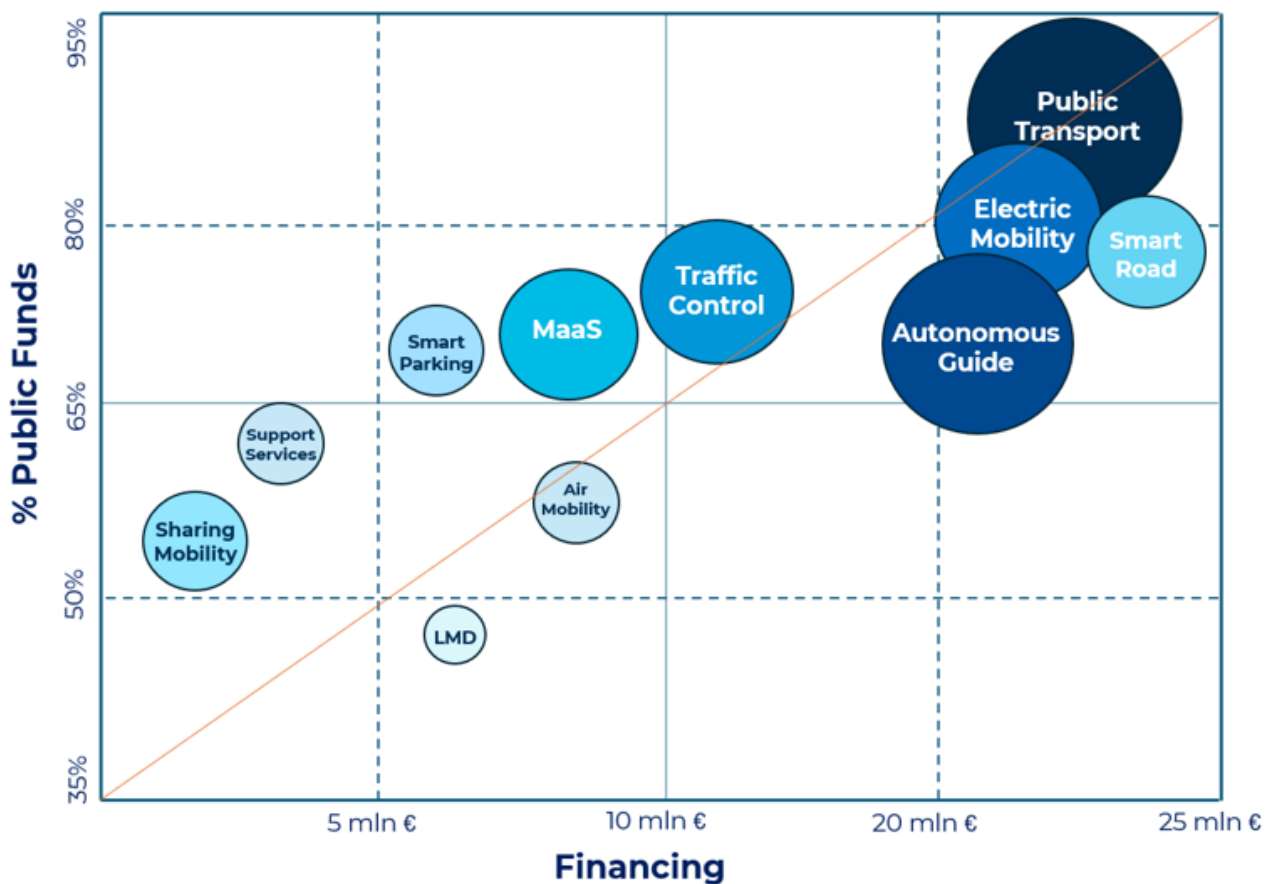 95%
Public
Transport
80%
Electric
Mobility
Smart
Road
Traffic
Control
MaaS
Smart
Parking
Autonomous
Guide
65%
Support
Services
Air
Mobility
Sharing
Mobility
50%
LMD
35%
% Public Funds
5 mln €
10 mln €
20 mln €
25 mln €
Financing